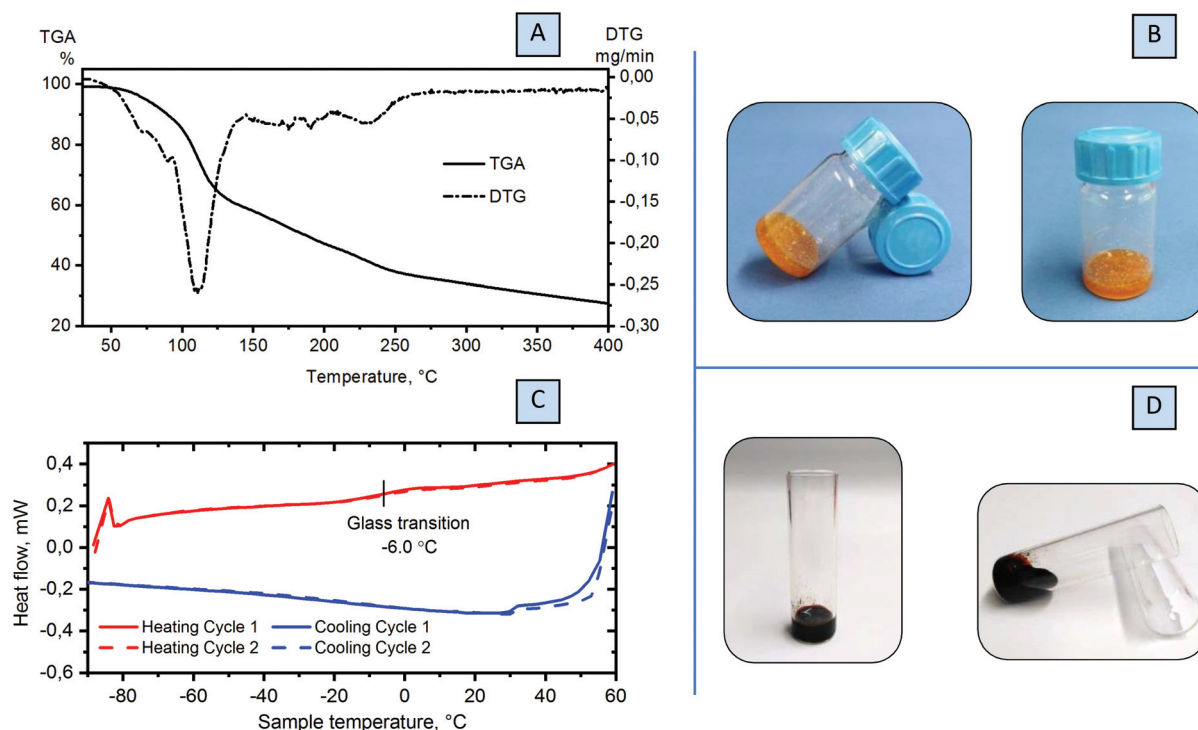 A
TGA
%
DTG
mg/min
100
80
60
40
20
0,00
-0,05
-0,10
-0,15
-0,20
-0,25
-0,30
TGA
DTG
50
100
150
200
250
300
350
400
Temperature, °C
B
C
0,4
0,2
0,0
-0,2
-0,4
-0,6
Heat flow, mW
Glass transition
-6.0 °C
Heating Cycle 1
Cooling Cycle 1
Heating Cycle 2
Cooling Cycle 2
-80
-60
-40
-20
0
20
40
60
Sample temperature, °C
D